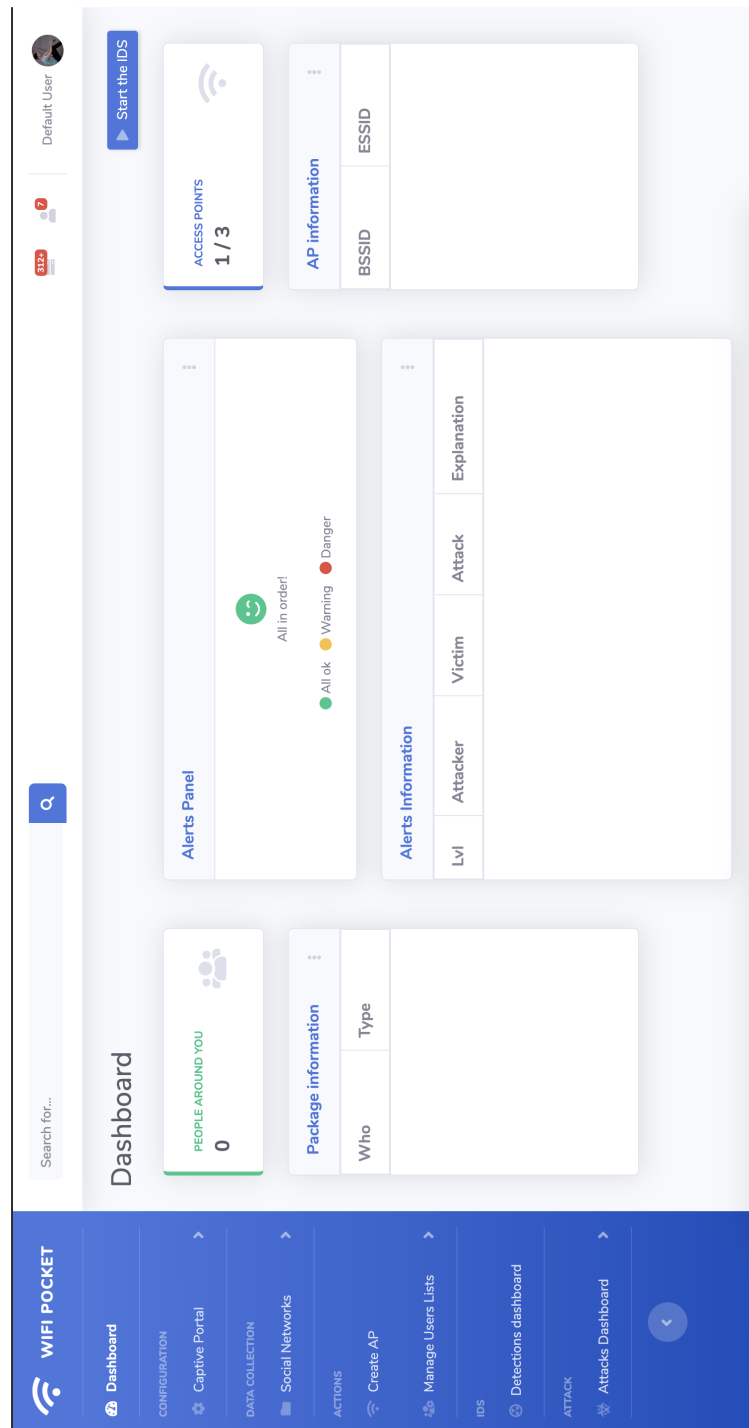 WIFI POCKET
Dashboard
CONFIGURATION
Captive Portal
DATA COLLECTION
Social Networks
ACTIONS
Create AP
Manage Users Lists
IDS
Detections dashboard
ATTACK
Attacks Dashboard
Search for...
312+
7
Default User
Dashboard
Start the IDS
PEOPLE AROUND YOU
0
Package information
Who Type
Alerts Panel
All in order!
All ok Warning Danger
Alerts Information
Lvl Attacker Victim Attack Explanation
ACCESS POINTS
1 / 3
AP information
BSSID ESSID